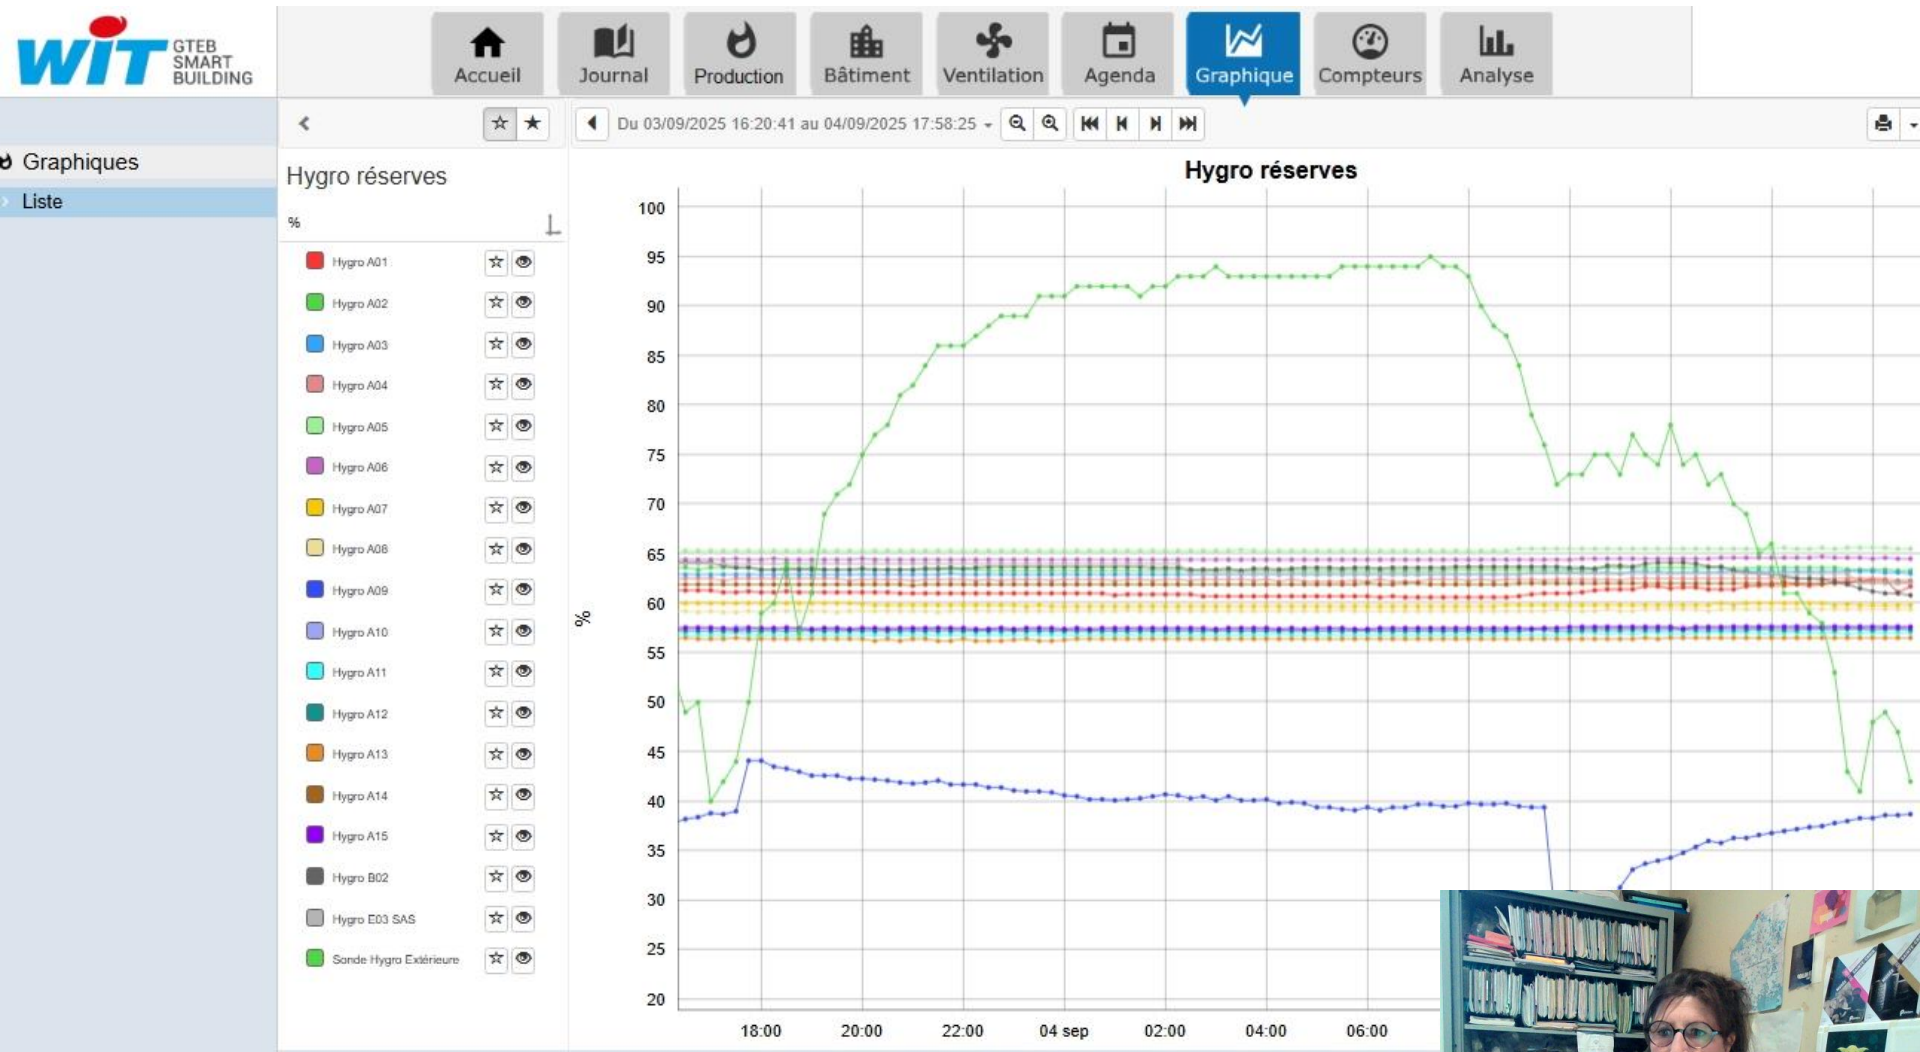 WIT GTEB
SMART
BUILDING
Accueil
Journal
Production
Bâtiment
Ventilation
Agenda
Graphique
Compteurs
Analyse
Du 03/09/2025 16:20:41 au 04/09/2025 17:58:25
Graphiques
Liste
Hygro réserves
%
Hygro A01
Hygro A02
Hygro A03
Hygro A04
Hygro A05
Hygro A06
Hygro A07
Hygro A08
Hygro A09
Hygro A10
Hygro A11
Hygro A12
Hygro A13
Hygro A14
Hygro A15
Hygro B02
Hygro E03 SAS
Sonde Hygro Extérieure
Hygro réserves
100
95
90
85
80
75
70
65
60
55
50
45
40
35
30
25
20
%
18:00 20:00 22:00 04 sep 02:00 04:00 06:00